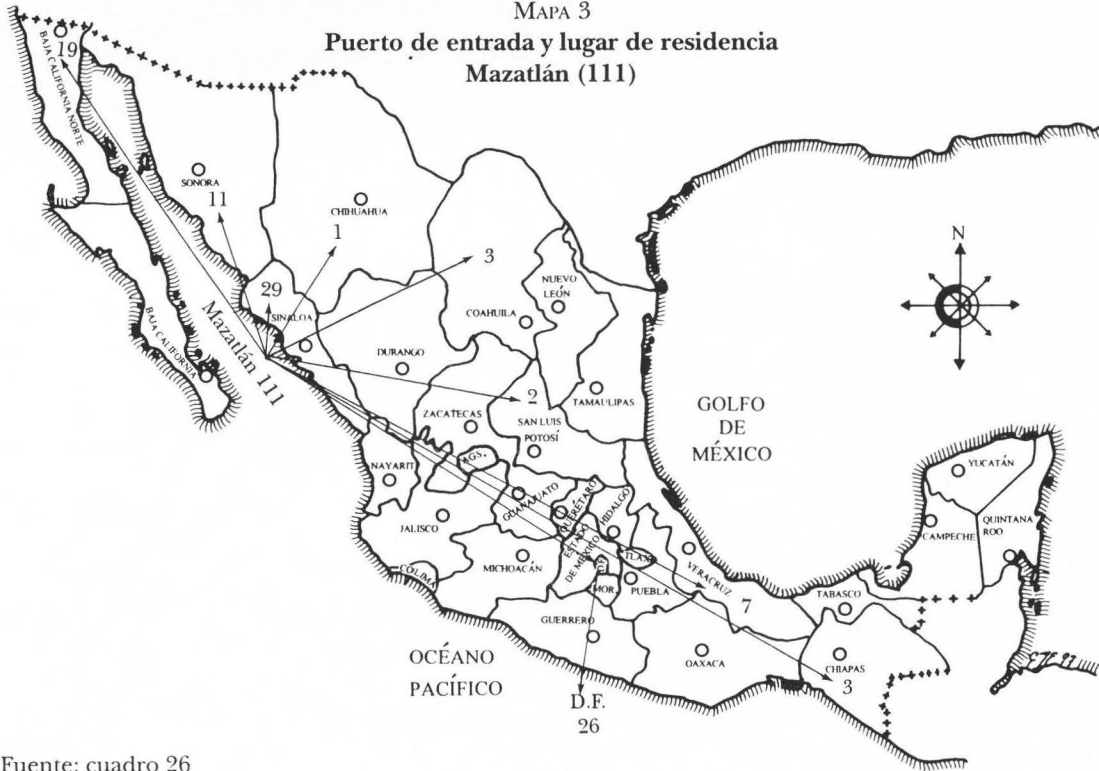 MAPA 3
Puerto de entrada y lugar de residencia
Mazatlán (111)
19
BAJA CALIFORNIA NORTE
SONORA
11
CHIHUAHUA
1
3
29
SINALOA
NUEVO
LEÓN
COAHUILA
N
BAJA CALIFORNIA
Mazatlán 111
DURANGO
2
TAMAULIPAS
ZACATECAS
SAN LUIS
POTOSÍ
GOLFO
DE
MÉXICO
AGS.
NAYARIT
GUANAJUATO
QUERÉTARO
HIDALGO
YUCATÁN
JALISCO
ESTADO
DE MÉXICO
D.F.
TLAX.
VERACRUZ
CAMPECHE
QUINTANA
ROO
COLIMA
MICHOACÁN
MOR.
PUEBLA
7
TABASCO
GUERRERO
OAXACA
CHIAPAS
3
OCÉANO
PACÍFICO
D.F.
26
Fuente: cuadro 26